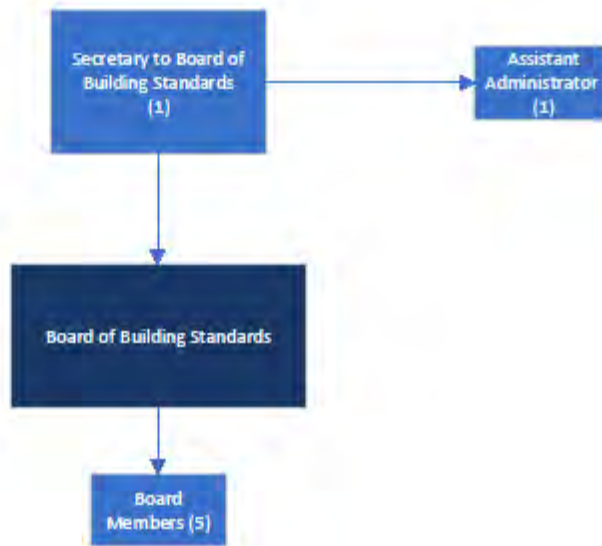 Secretary to Board of
Building Standards
(1)
Assistant
Administrator
(1)
Board of Building Standards
Board
Members (5)